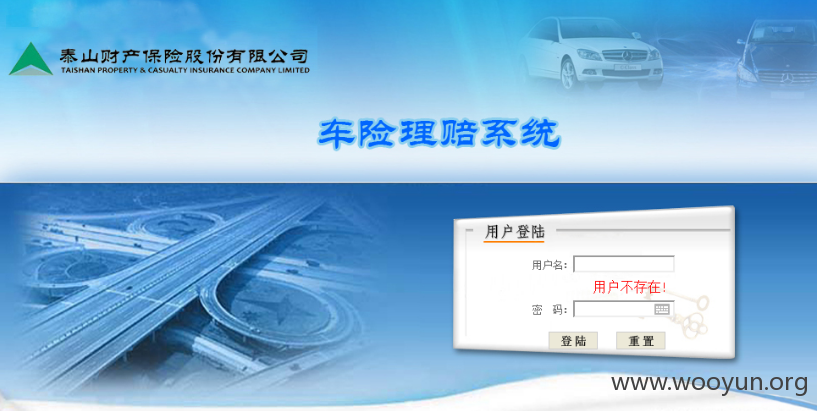 泰山财产保险股份有限公司
TAISHAN PROPERTY & CASUALTY INSURANCE COMPANY LIMITED
车险理赔系统
用户登陆
用户名:
用户不存在!
密 码:
登 陆 重 置
www.wooyun.org